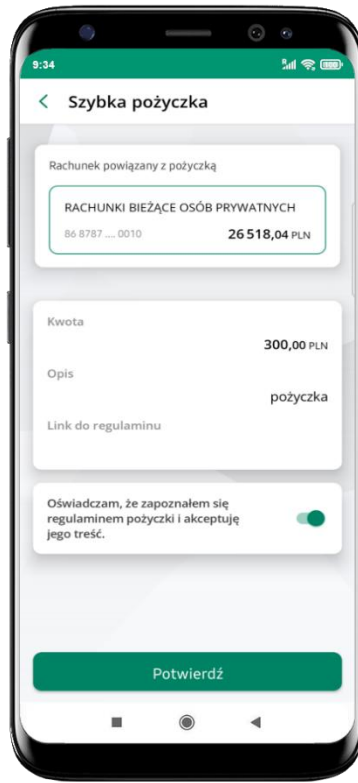 9:34
Szybka pożyczka
Rachunek powiązany z pożyczką
RACHUNKI BIEŻĄCE OSÓB PRYWATNYCH
86 8787 .... 0010 26 518,04 PLN
Kwota
300,00 PLN
Opis
pożyczka
Link do regulaminu
Oświadczam, że zapoznałem się
regulaminem pożyczki i akceptuję
jego treść.
Potwierdź